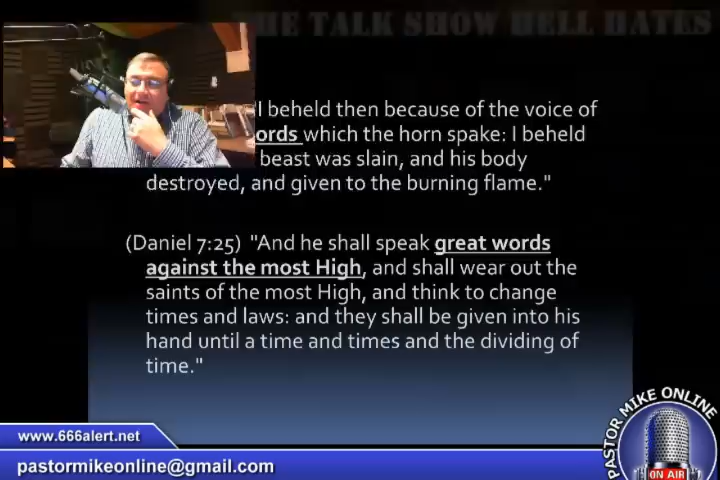 THE TALK SHOW HELL HATES
"I beheld then because of the voice of
ords which the horn spake: I beheld
beast was slain, and his body
destroyed, and given to the burning flame."
(Daniel 7:25) "And he shall speak great words
against the most High, and shall wear out the
saints of the most High, and think to change
times and laws: and they shall be given into his
hand until a time and times and the dividing of
time."
www.666alert.net
pastormikeonline@gmail.com
PASTOR MIKE ONLINE
ON AIR